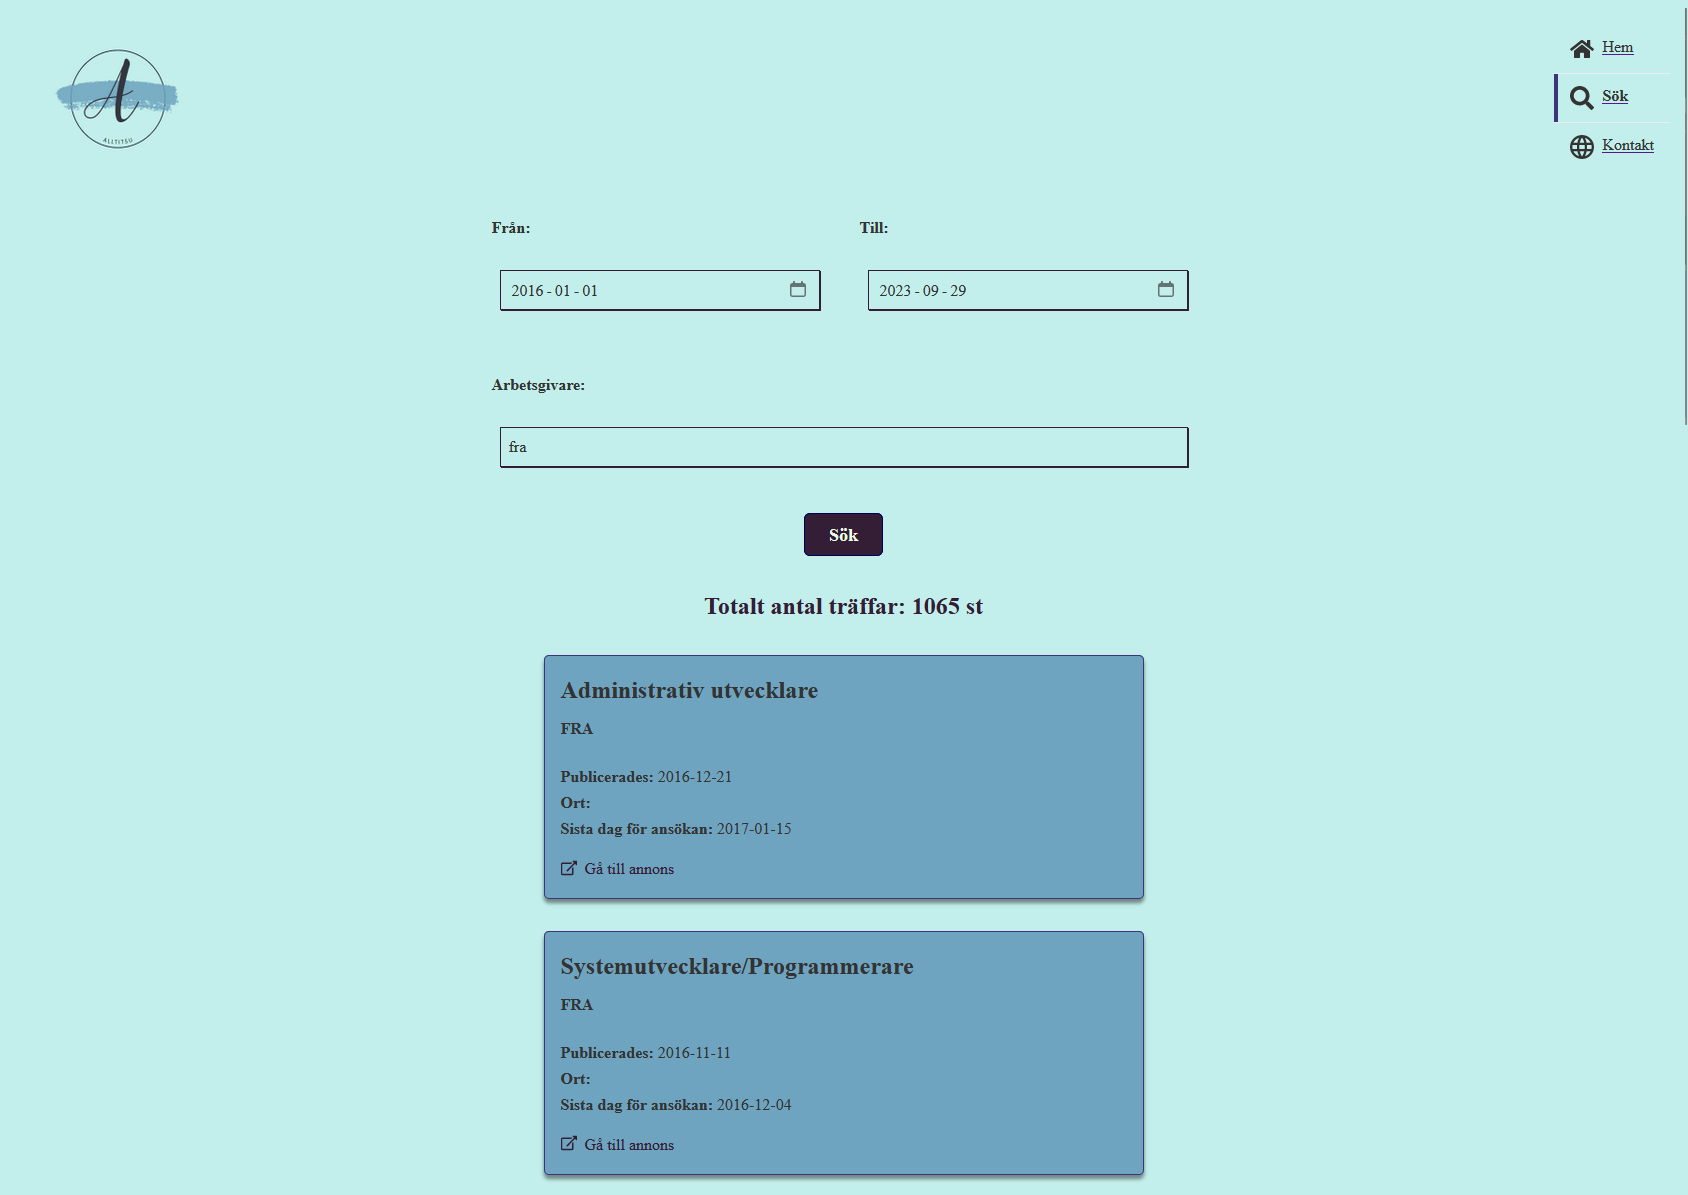 A
ALLTITSU
Hem
Sök
Kontakt
Från:
Till:
2016-01-01
2023-09-29
Arbetsgivare:
fra
Sök
Totalt antal träffar: 1065 st
Administrativ utvecklare
FRA
Publicerades: 2016-12-21
Ort:
Sista dag för ansökan: 2017-01-15
Gå till annons
Systemutvecklare/Programmerare
FRA
Publicerades: 2016-11-11
Ort:
Sista dag för ansökan: 2016-12-04
Gå till annons